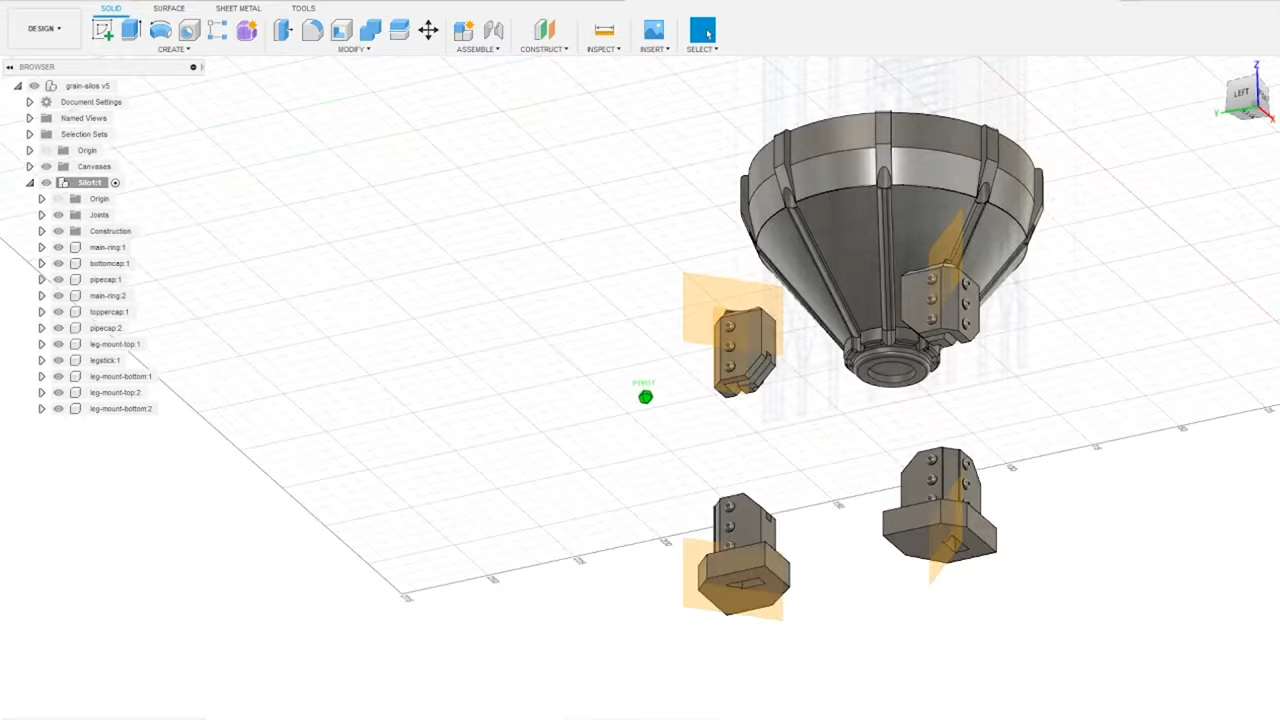 SOLID SURFACE SHEET METAL TOOLS
DESIGN
CREATE MODIFY ASSEMBLE CONSTRUCT INSPECT INSERT SELECT
BROWSER
grain-silos v5
Document Settings
Named Views
Selection Sets
Origin
Canvases
Silo1:1
Origin
Joints
Construction
main-ring:1
bottomcap:1
pipecap:1
main-ring:2
toppercap:1
pipecap:2
leg-mount-top:1
legstick:1
leg-mount-bottom:1
leg-mount-top:2
leg-mount-bottom:2
Z
LEFT
Y
X
PIVOT